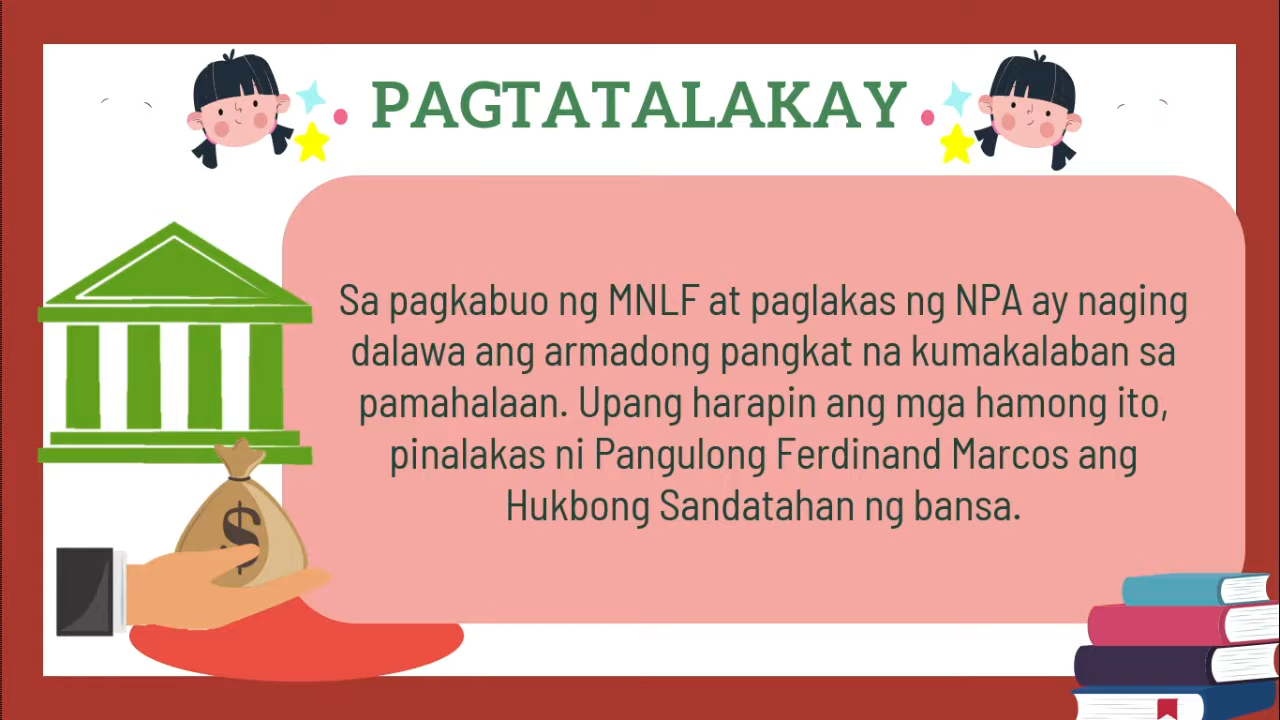 PAGTATALAKAY
Sa pagkabuo ng MNLF at paglakas ng NPA ay naging
dalawa ang armadong pangkat na kumakalaban sa
pamahalaan. Upang harapin ang mga hamong ito,
pinalakas ni Pangulong Ferdinand Marcos ang
Hukbong Sandatahan ng bansa.
$